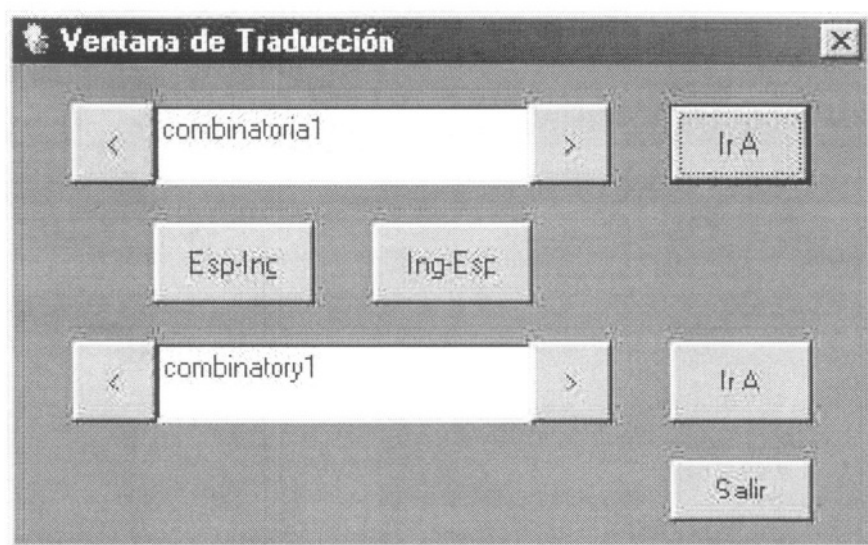 Ventana de Traducción
< combinatoria1 > Ir A
Esp-Ing Ing-Esp
< combinatory1 > Ir A
Salir